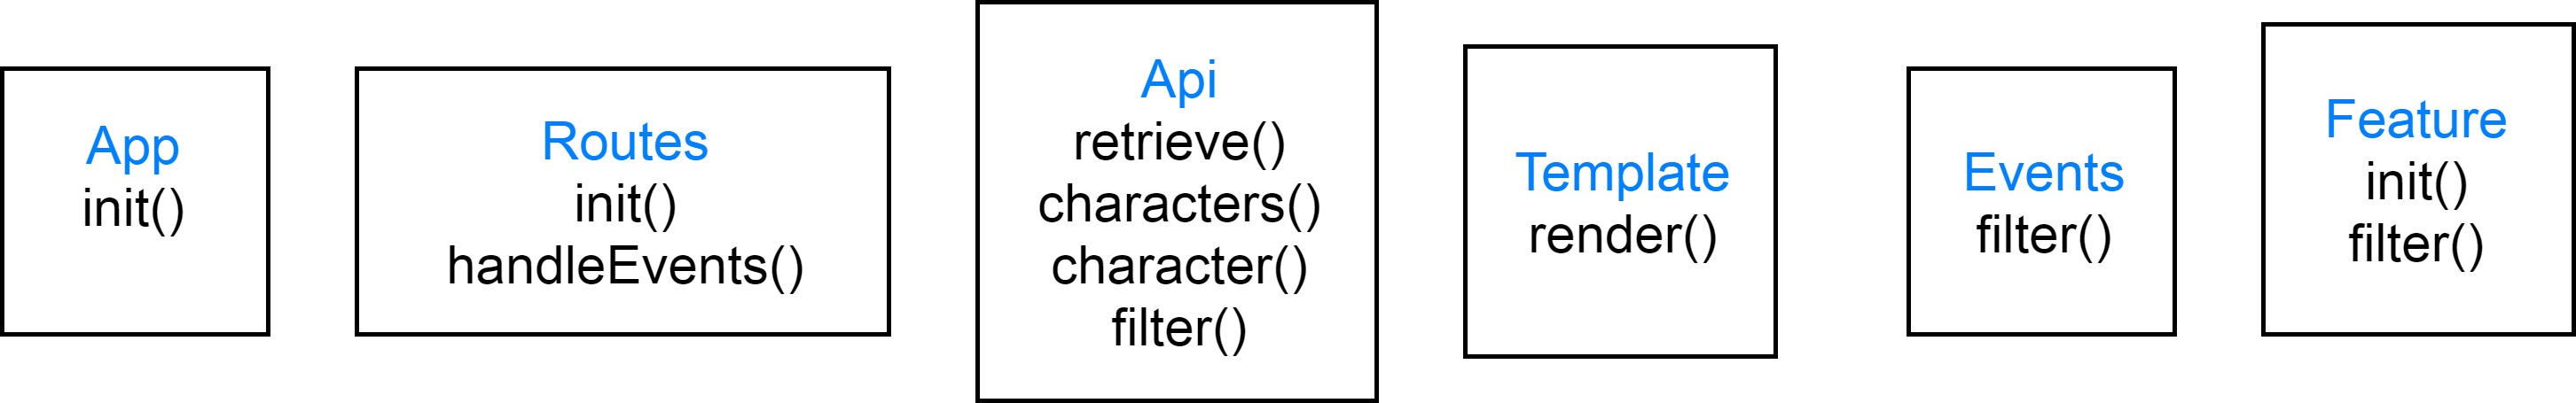 App
init()
Routes
init()
handleEvents()
Api
retrieve()
characters()
character()
filter()
Template
render()
Events
filter()
Feature
init()
filter()